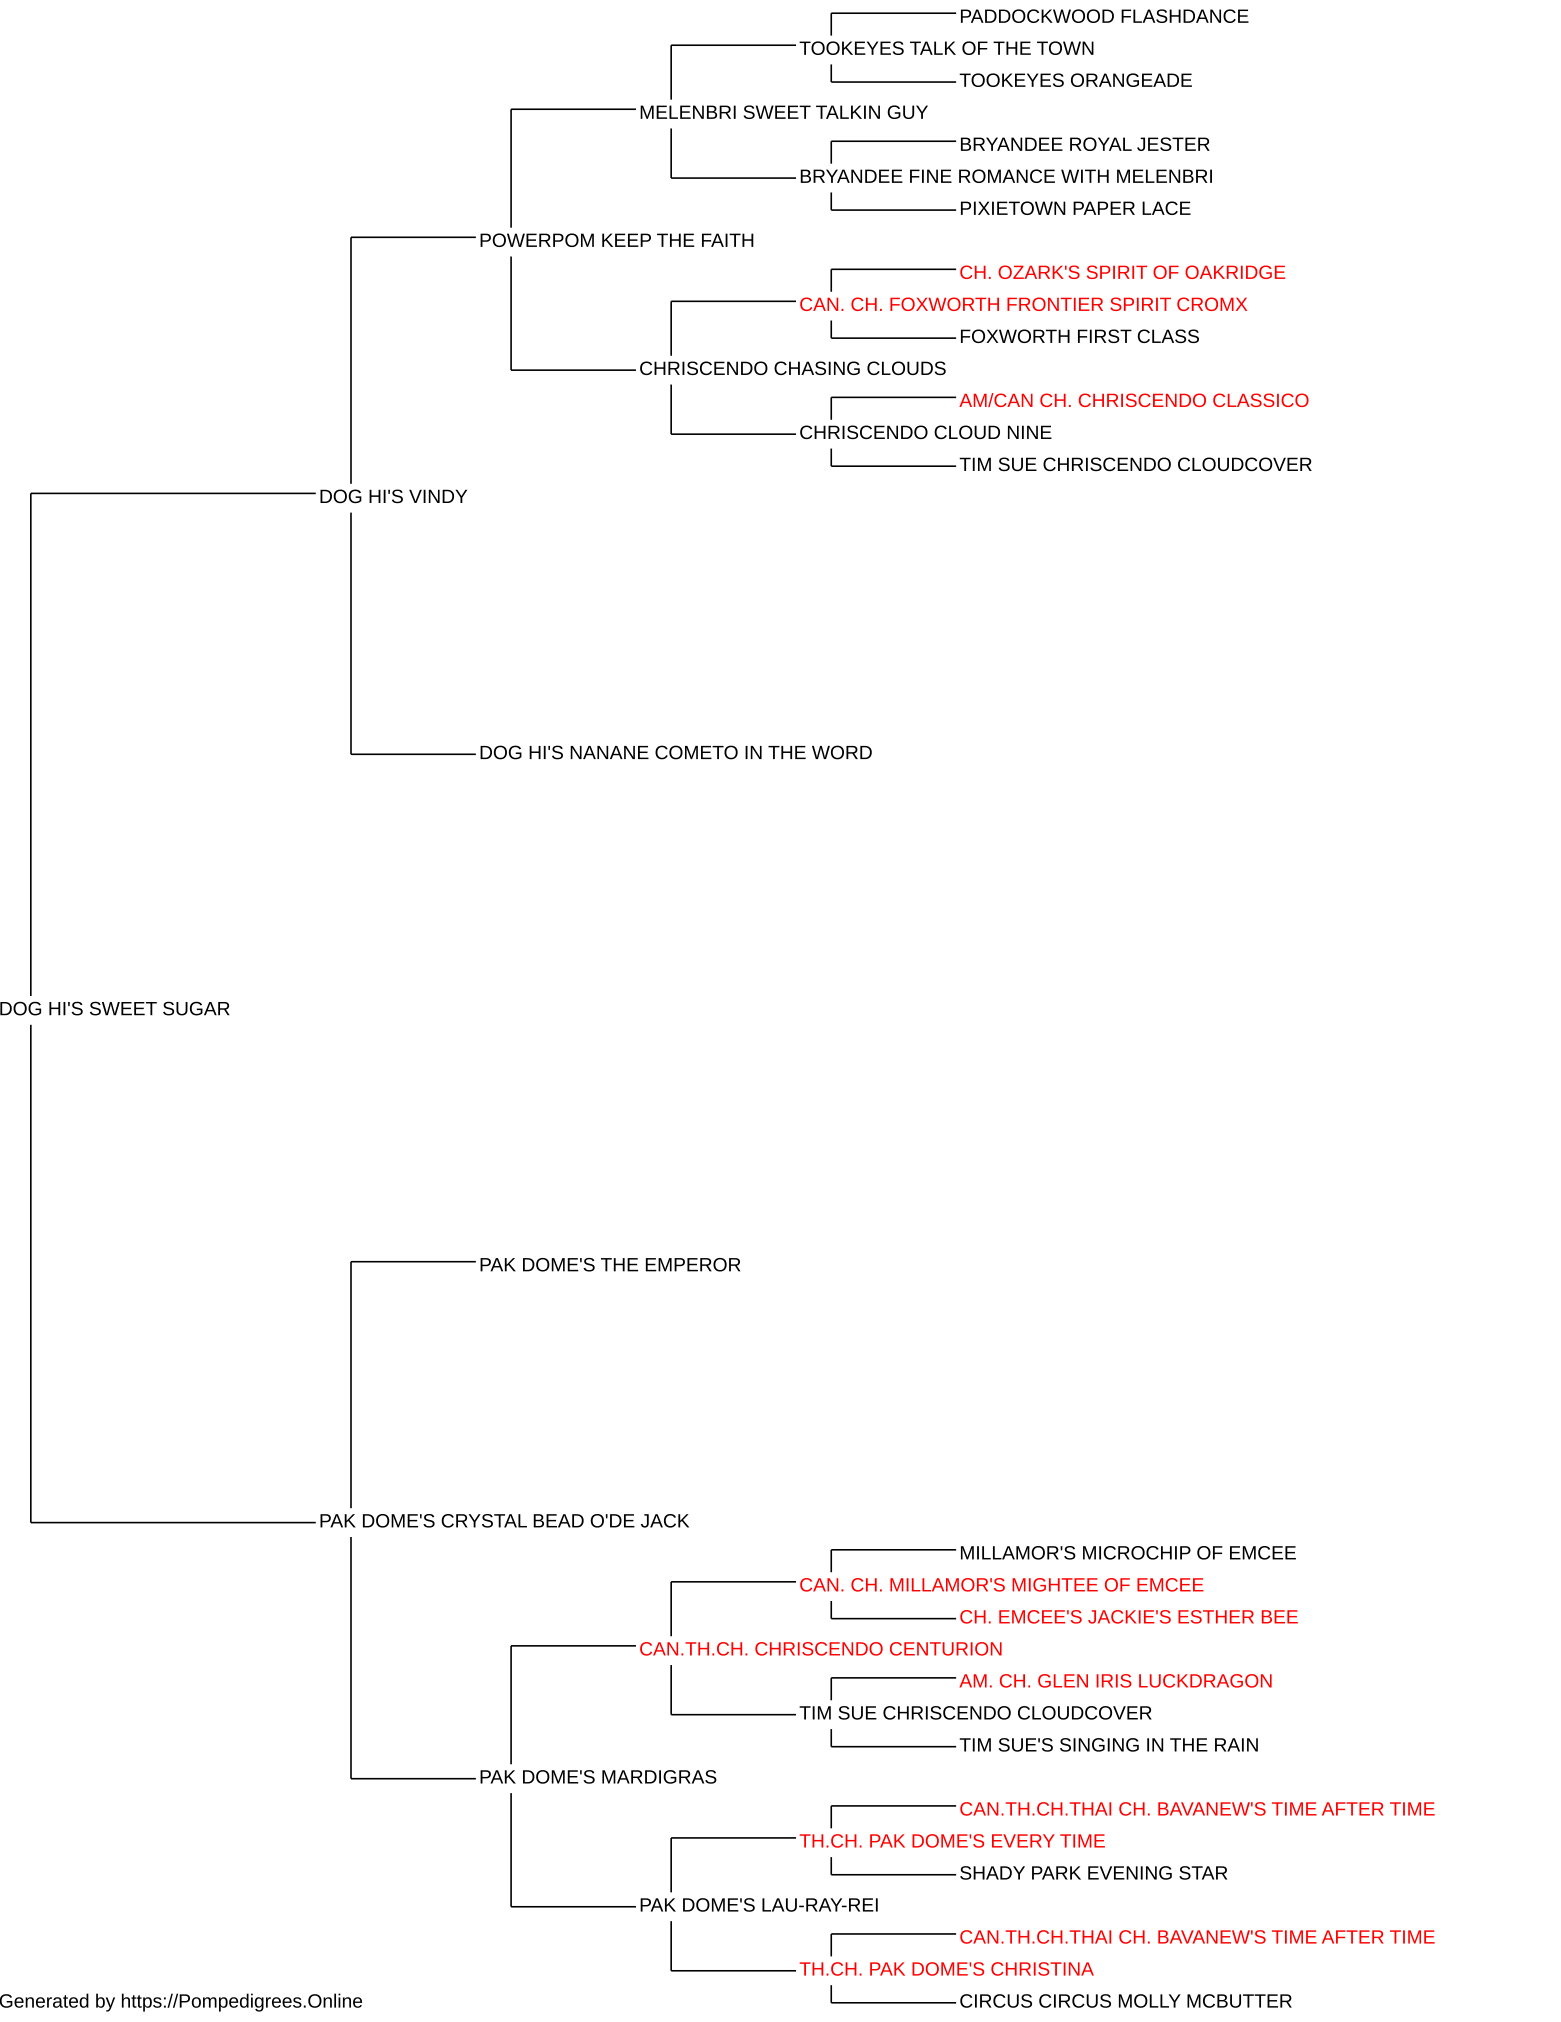 PADDOCKWOOD FLASHDANCE
TOOKEYES TALK OF THE TOWN
TOOKEYES ORANGEADE
MELENBRI SWEET TALKIN GUY
BRYANDEE ROYAL JESTER
BRYANDEE FINE ROMANCE WITH MELENBRI
PIXIETOWN PAPER LACE
POWERPOM KEEP THE FAITH
CH. OZARK'S SPIRIT OF OAKRIDGE
CAN. CH. FOXWORTH FRONTIER SPIRIT CROMX
FOXWORTH FIRST CLASS
CHRISCENDO CHASING CLOUDS
AM/CAN CH. CHRISCENDO CLASSICO
CHRISCENDO CLOUD NINE
TIM SUE CHRISCENDO CLOUDCOVER
DOG HI'S VINDY
DOG HI'S NANANE COMETO IN THE WORD
DOG HI'S SWEET SUGAR
PAK DOME'S THE EMPEROR
PAK DOME'S CRYSTAL BEAD O'DE JACK
MILLAMOR'S MICROCHIP OF EMCEE
CAN. CH. MILLAMOR'S MIGHTEE OF EMCEE
CH. EMCEE'S JACKIE'S ESTHER BEE
CAN.TH.CH. CHRISCENDO CENTURION
AM. CH. GLEN IRIS LUCKDRAGON
TIM SUE CHRISCENDO CLOUDCOVER
TIM SUE'S SINGING IN THE RAIN
PAK DOME'S MARDIGRAS
CAN.TH.CH.THAI CH. BAVANEW'S TIME AFTER TIME
TH.CH. PAK DOME'S EVERY TIME
SHADY PARK EVENING STAR
PAK DOME'S LAU-RAY-REI
CAN.TH.CH.THAI CH. BAVANEW'S TIME AFTER TIME
TH.CH. PAK DOME'S CHRISTINA
CIRCUS CIRCUS MOLLY MCBUTTER
Generated by https://Pompedigrees.Online